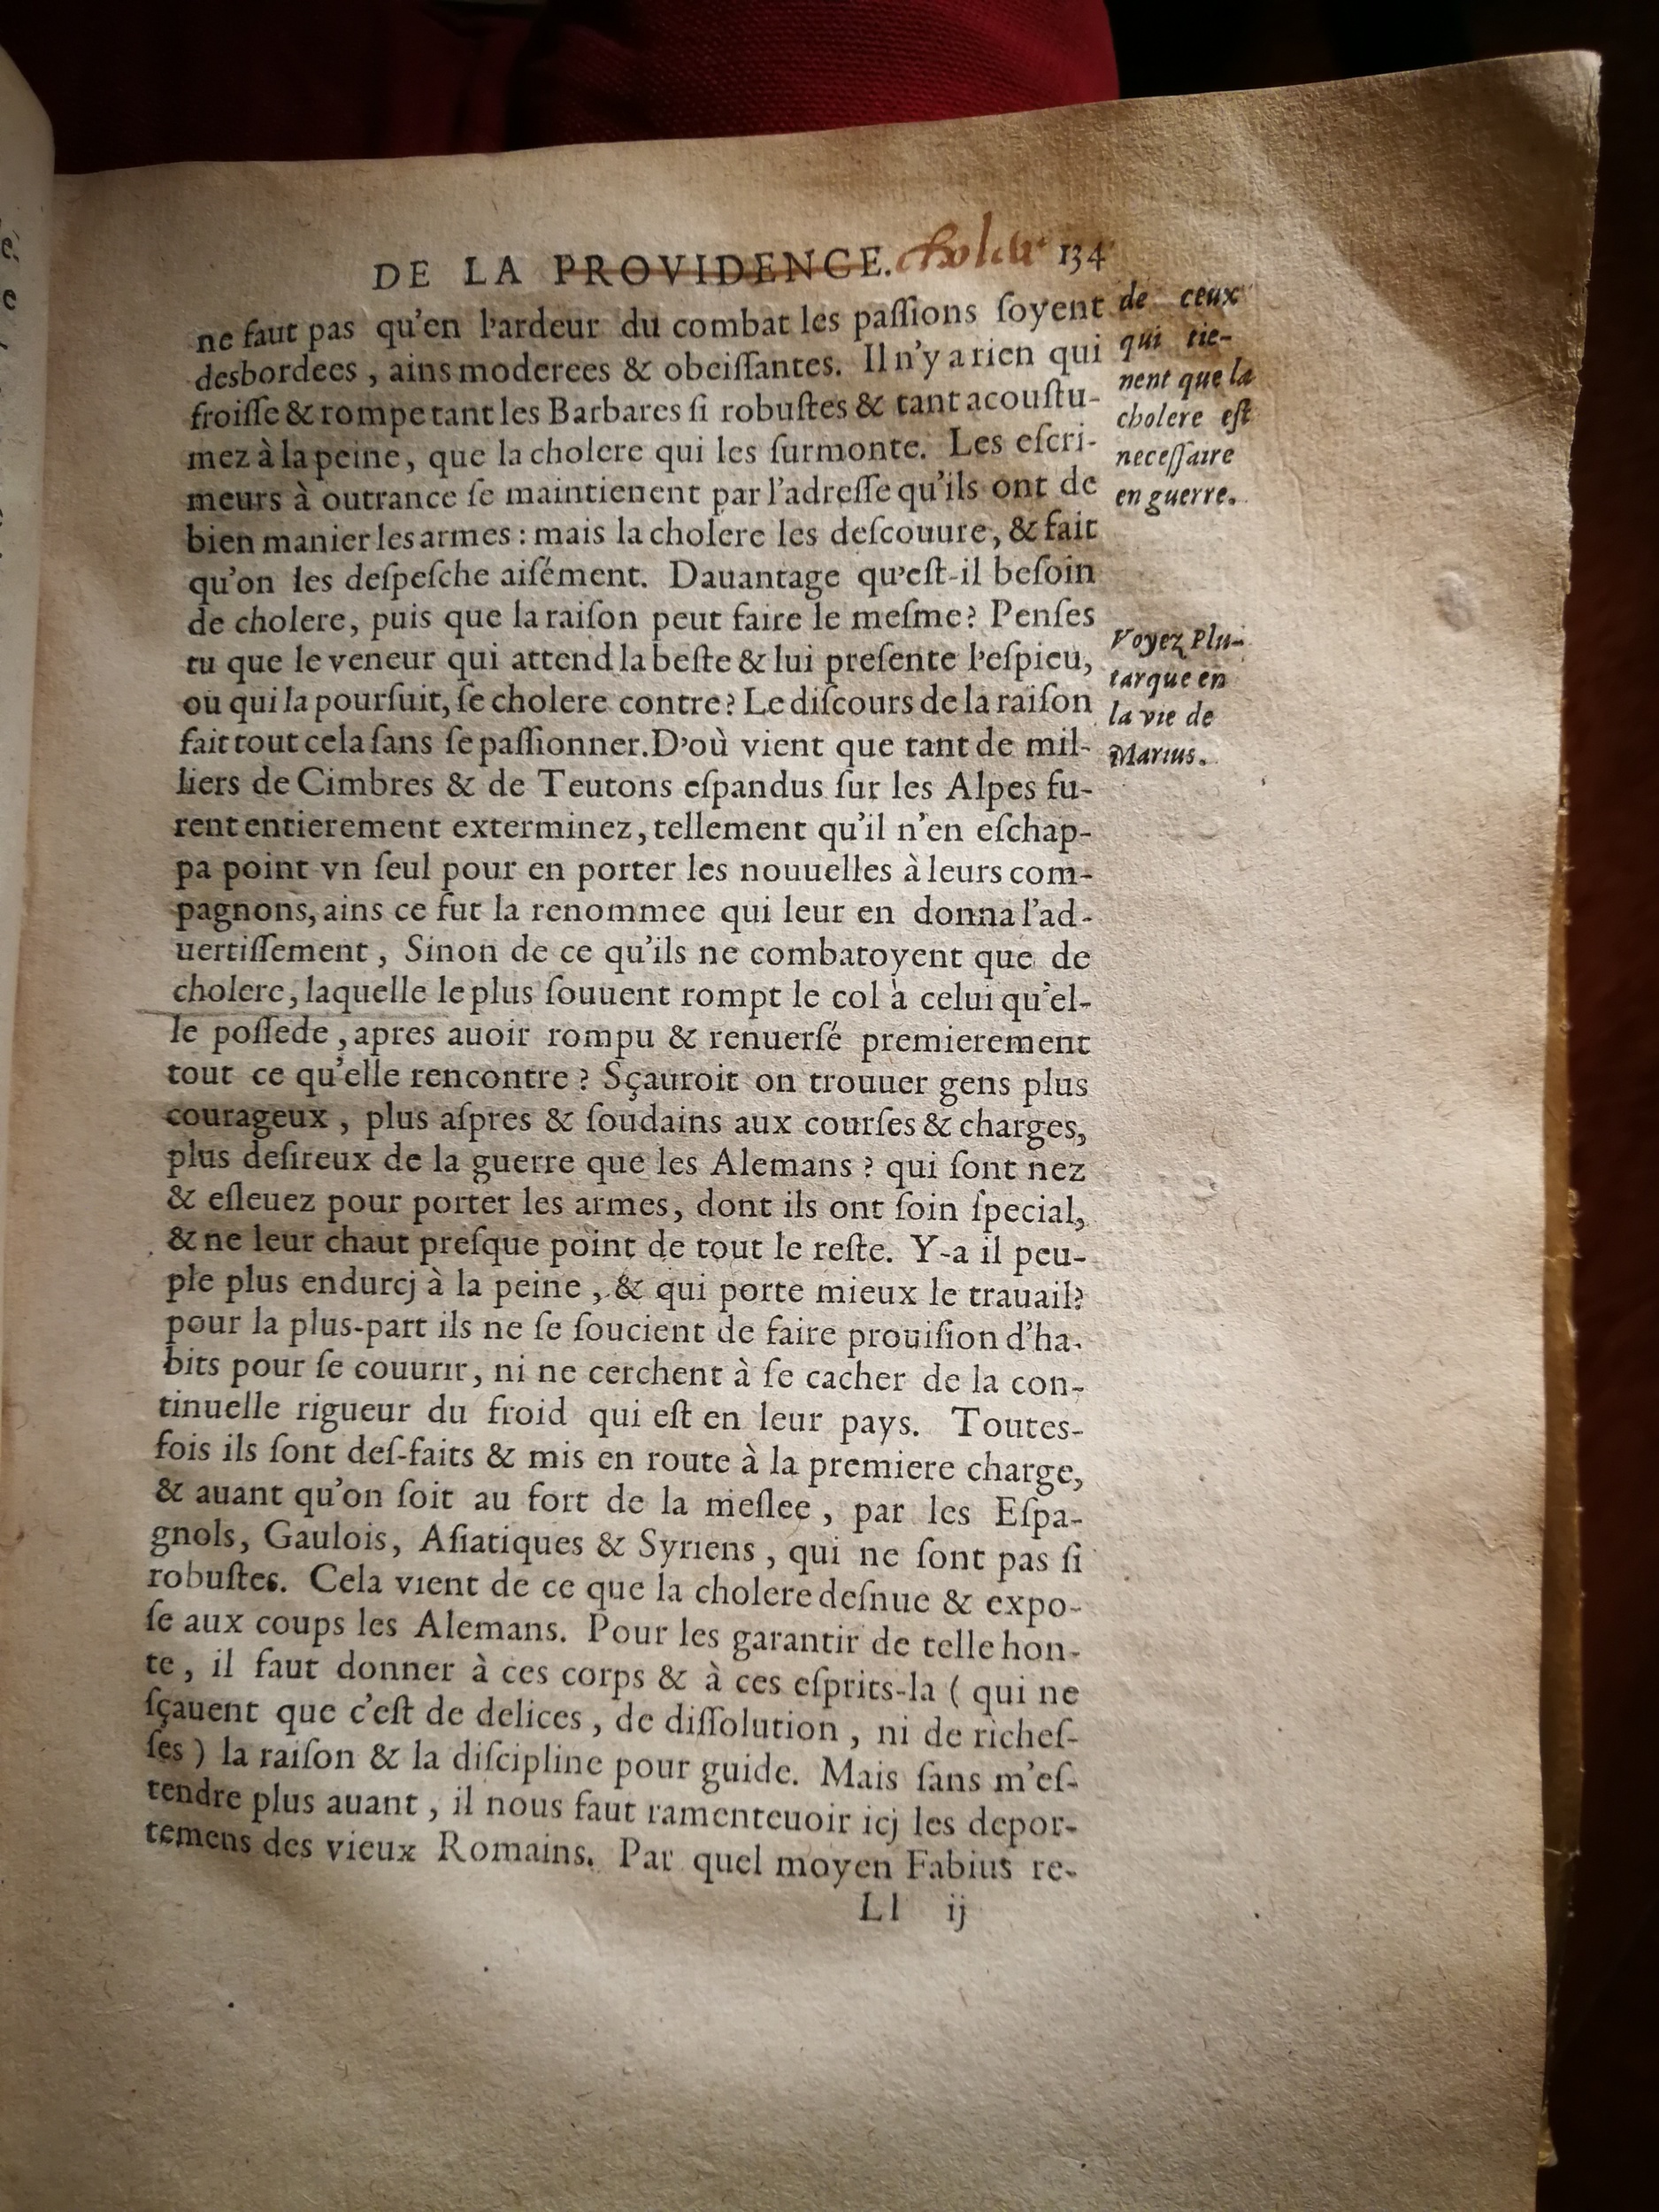 DE LA PROVIDENCE. cholere 134
ne faut pas qu'en l'ardeur du combat les paſſions ſoyent
desbordees, ains moderees & obeiſſantes. Il n'y a rien qui
froiſſe & rompe tant les Barbares ſi robuſtes & tant acouſtu-
mez à la peine, que la cholere qui les ſurmonte. Les eſcri-
meurs à outrance ſe maintienent par l'adreſſe qu'ils ont de
bien manier les armes : mais la cholere les deſcouure, & fait
qu'on les deſpeſche aiſément. Dauantage qu'eſt-il beſoin
de cholere, puis que la raiſon peut faire le meſme? Penſes
tu que le veneur qui attend la beſte & lui preſente l'eſpieu,
ou qui la pourſuit, ſe cholere contre? Le diſcours de la raiſon
fait tout cela ſans ſe paſſionner. D'où vient que tant de mil-
liers de Cimbres & de Teutons eſpandus ſur les Alpes fu-
rent entierement exterminez, tellement qu'il n'en eſchap-
pa point vn ſeul pour en porter les nouuelles à leurs com-
pagnons, ains ce fut la renommee qui leur en donna l'ad-
uertiſſement, Sinon de ce qu'ils ne combatoyent que de
cholere, laquelle le plus ſouuent rompt le col à celui qu'el-
le poſſede, apres auoir rompu & renuerſé premierement
tout ce qu'elle rencontre? Sçauroit on trouuer gens plus
courageux, plus aſpres & ſoudains aux courſes & charges,
plus deſireux de la guerre que les Alemans? qui ſont nez
& eſleuez pour porter les armes, dont ils ont ſoin ſpecial,
& ne leur chaut preſque point de tout le reſte. Y-a il peu-
ple plus endurcj à la peine, & qui porte mieux le trauail?
pour la plus-part ils ne ſe ſoucient de faire prouiſion d'ha-
bits pour ſe couurir, ni ne cerchent à ſe cacher de la con-
tinuelle rigueur du froid qui eſt en leur pays. Toutes-
fois ils ſont deſ-faits & mis en route à la premiere charge,
& auant qu'on ſoit au fort de la meſlee, par les Eſpa-
gnols, Gaulois, Aſiatiques & Syriens, qui ne ſont pas ſi
robuſtes. Cela vient de ce que la cholere deſnue & expo-
ſe aux coups les Alemans. Pour les garantir de telle hon-
te, il faut donner à ces corps & à ces eſprits-la ( qui ne
ſçauent que c'eſt de delices, de diſſolution, ni de richeſ-
ſes ) la raiſon & la diſcipline pour guide. Mais ſans m'eſ-
tendre plus auant, il nous faut ramenteuoir icj les depor-
temens des vieux Romains. Par quel moyen Fabius re-
Ll ij
de ceux
qui tie-
nent que la
cholere eſt
neceſſaire
en guerre.
Voyez Plu-
tarque en
la vie de
Marius.